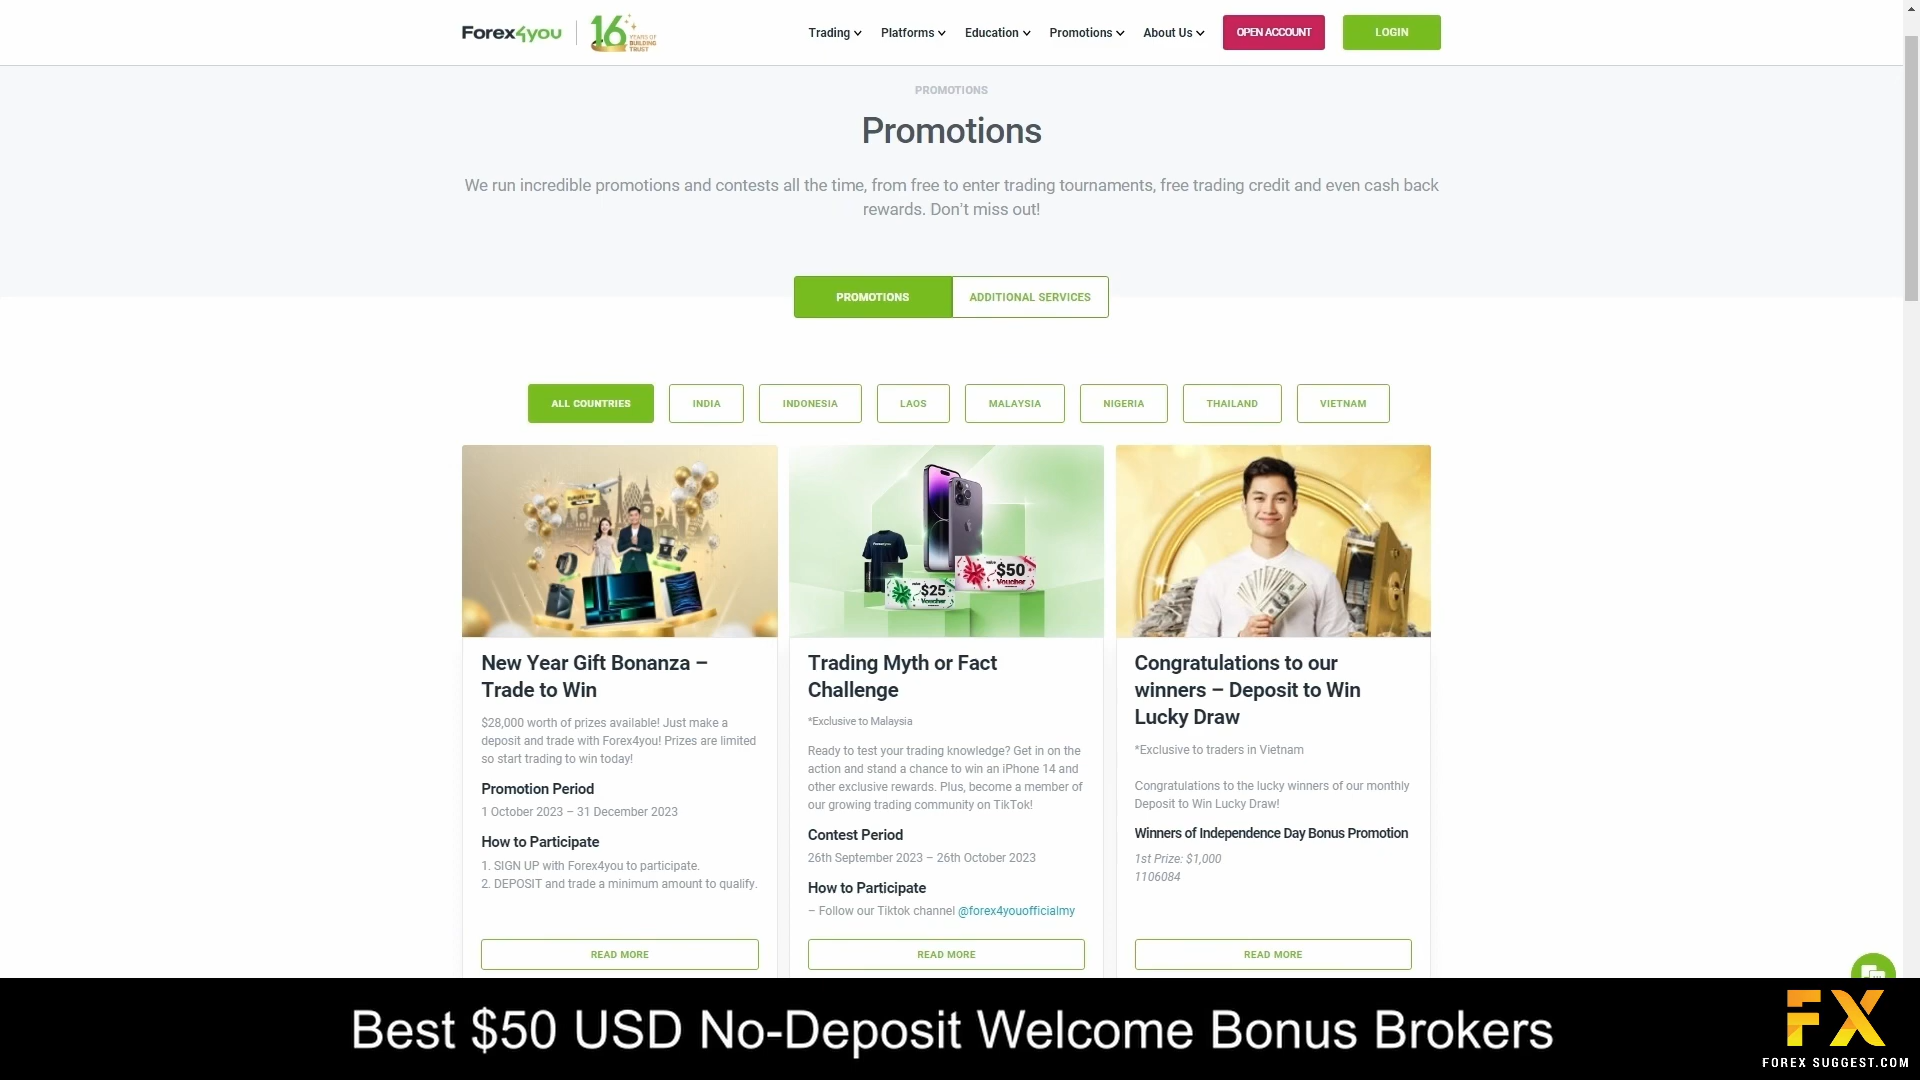 Forex4you
16
YEARS OF
BUILDING
TRUST
Trading
Platforms
Education
Promotions
About Us
OPEN ACCOUNT
LOGIN
PROMOTIONS
Promotions
We run incredible promotions and contests all the time, from free to enter trading tournaments, free trading credit and even cash back
rewards. Don't miss out!
PROMOTIONS
ADDITIONAL SERVICES
ALL COUNTRIES
INDIA
INDONESIA
LAOS
MALAYSIA
NIGERIA
THAILAND
VIETNAM
$25
Voucher
$50
Voucher
New Year Gift Bonanza –
Trade to Win
$28,000 worth of prizes available! Just make a
deposit and trade with Forex4you! Prizes are limited
so start trading to win today!
Promotion Period
1 October 2023 – 31 December 2023
How to Participate
1. SIGN UP with Forex4you to participate.
2. DEPOSIT and trade a minimum amount to qualify.
READ MORE
Trading Myth or Fact
Challenge
*Exclusive to Malaysia
Ready to test your trading knowledge? Get in on the
action and stand a chance to win an iPhone 14 and
other exclusive rewards. Plus, become a member of
our growing trading community on TikTok!
Contest Period
26th September 2023 – 26th October 2023
How to Participate
– Follow our Tiktok channel @forex4youofficialmy
READ MORE
Congratulations to our
winners – Deposit to Win
Lucky Draw
*Exclusive to traders in Vietnam
Congratulations to the lucky winners of our monthly
Deposit to Win Lucky Draw!
Winners of Independence Day Bonus Promotion
1st Prize: $1,000
1106084
READ MORE
Best $50 USD No-Deposit Welcome Bonus Brokers
FX
FOREX SUGGEST.COM